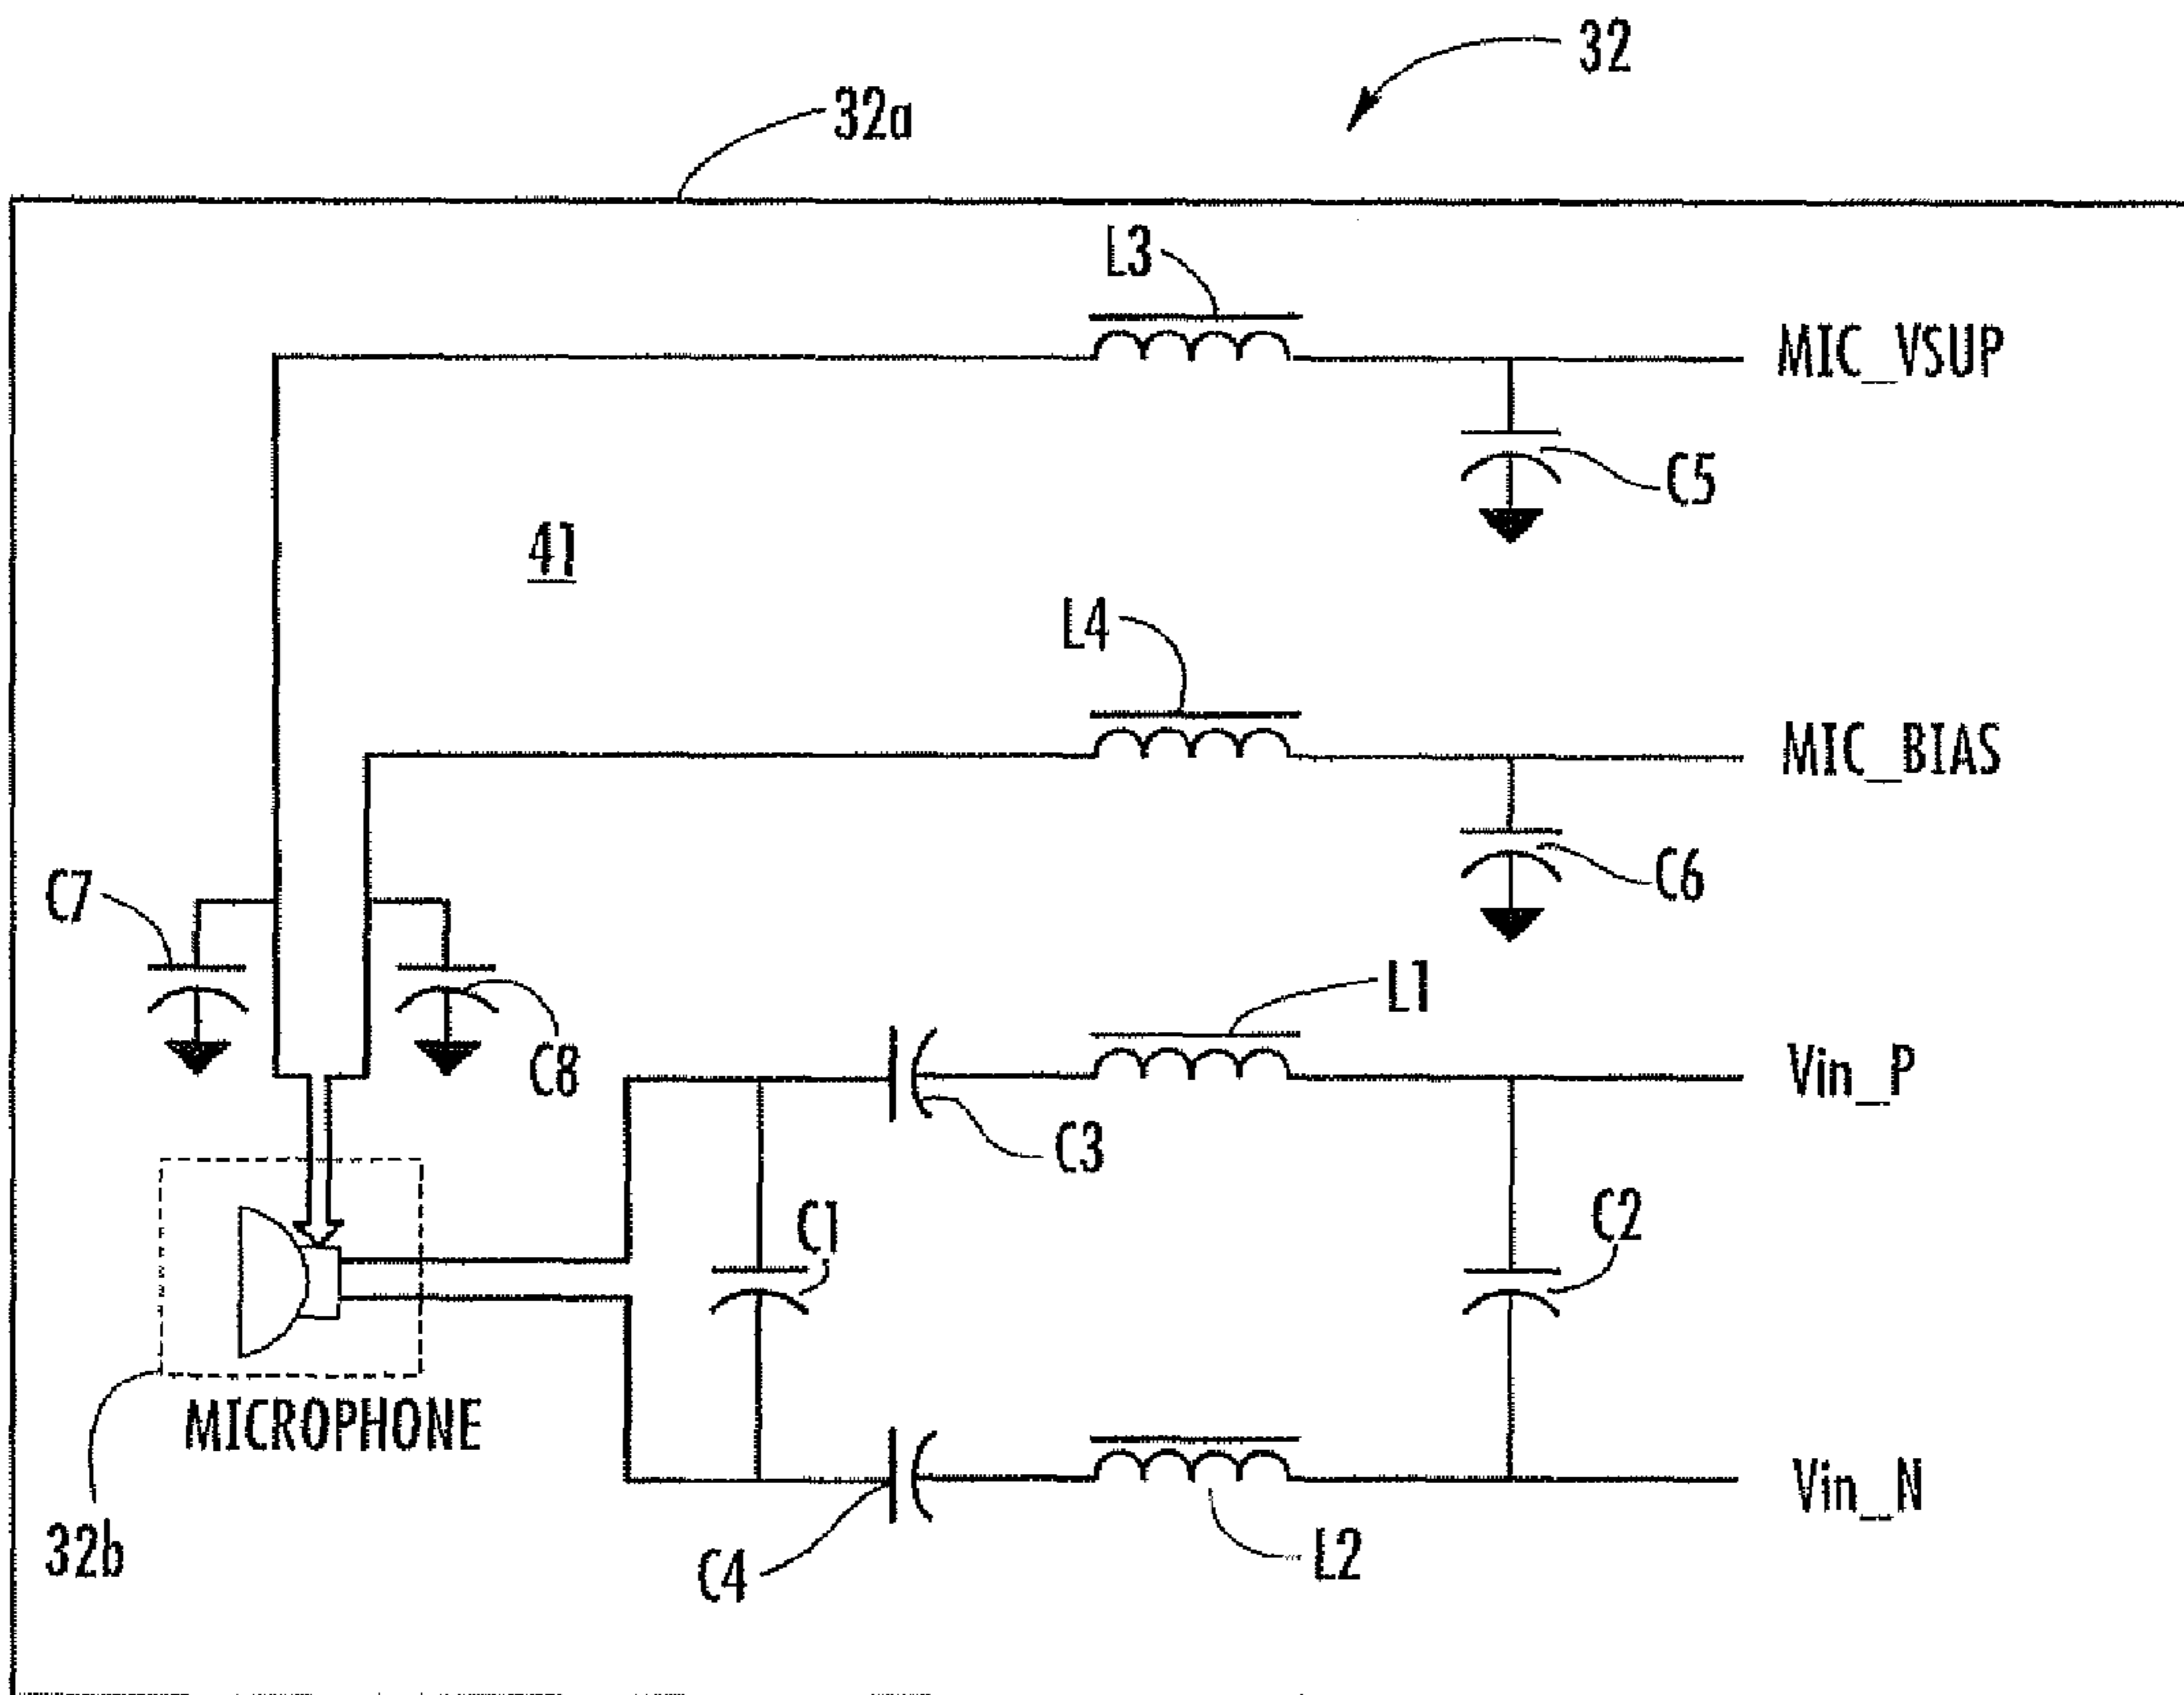 32
32a
L3
MIC_VSUP
C5
41
L4
MIC_BIAS
C6
C7
C8
L1
Vin_P
C3
C1
C2
MICROPHONE
Vin_N
32b
C4
L2